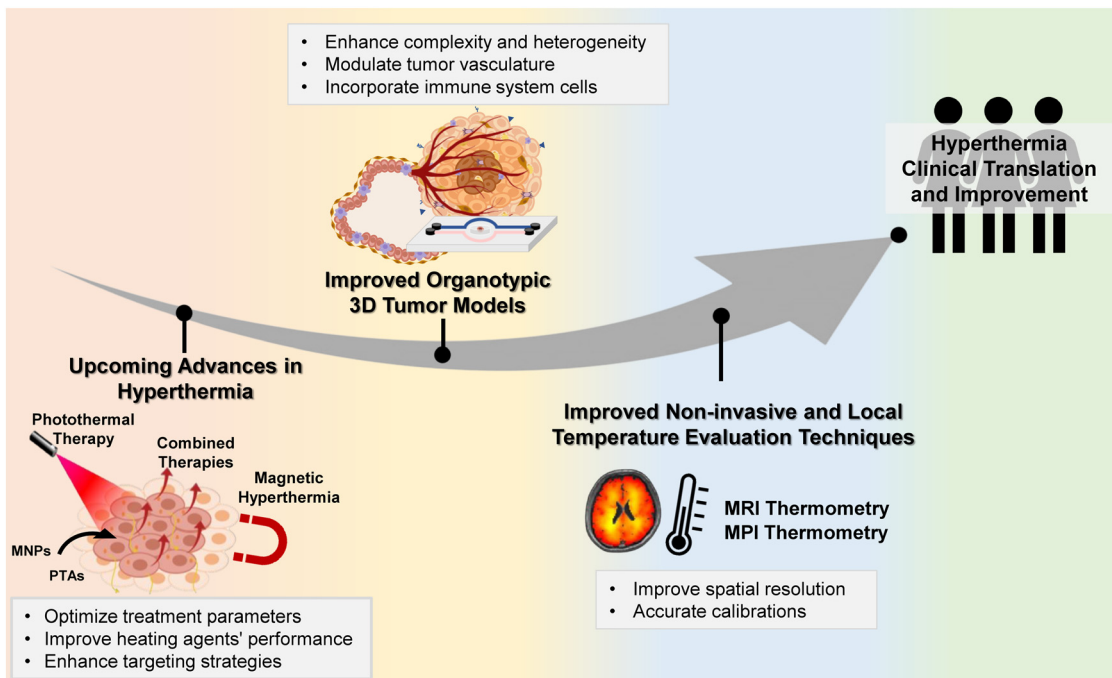 • Enhance complexity and heterogeneity
• Modulate tumor vasculature
• Incorporate immune system cells
Hyperthermia
Clinical Translation
and Improvement
Improved Organotypic
3D Tumor Models
Upcoming Advances in
Hyperthermia
Photothermal
Therapy
Combined
Therapies
Magnetic
Hyperthermia
MNPs
PTAs
• Optimize treatment parameters
• Improve heating agents' performance
• Enhance targeting strategies
Improved Non-invasive and Local
Temperature Evaluation Techniques
MRI Thermometry
MPI Thermometry
• Improve spatial resolution
• Accurate calibrations